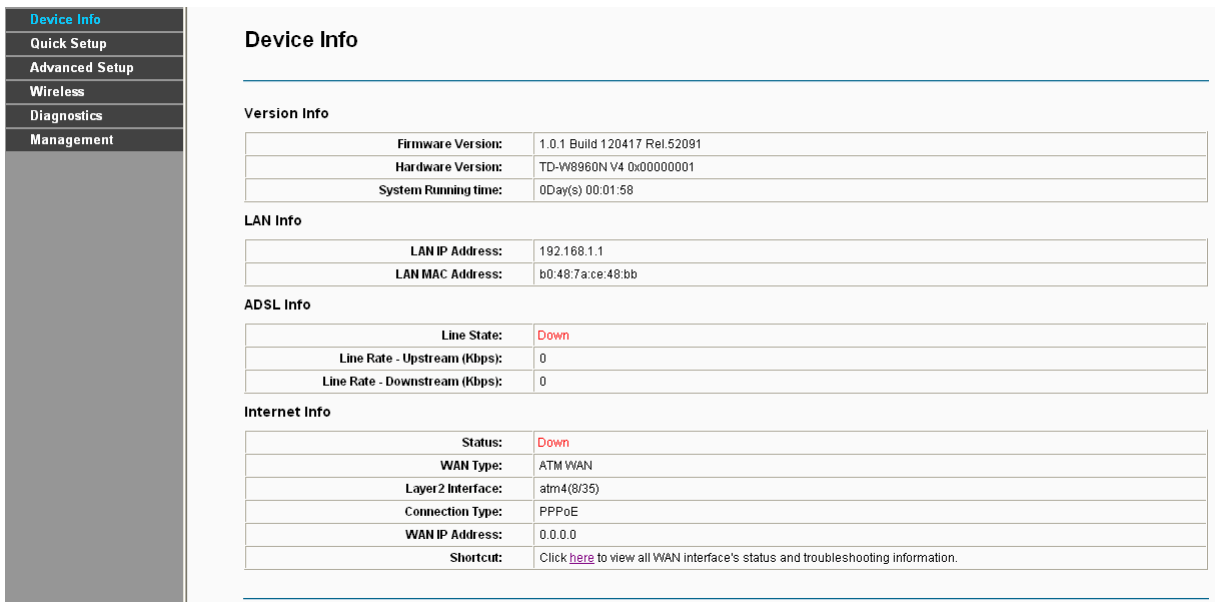 Device Info
Quick Setup
Advanced Setup
Wireless
Diagnostics
Management
Device Info
Version Info
Firmware Version: 1.0.1 Build 120417 Rel.52091
Hardware Version: TD-W8960N V4 0x00000001
System Running time: 0Day(s) 00:01:58
LAN Info
LAN IP Address: 192.168.1.1
LAN MAC Address: b0:48:7a:ce:48:bb
ADSL Info
Line State: Down
Line Rate - Upstream (Kbps): 0
Line Rate - Downstream (Kbps): 0
Internet Info
Status: Down
WAN Type: ATM WAN
Layer2 Interface: atm4(8/35)
Connection Type: PPPoE
WAN IP Address: 0.0.0.0
Shortcut: Click here to view all WAN interface's status and troubleshooting information.